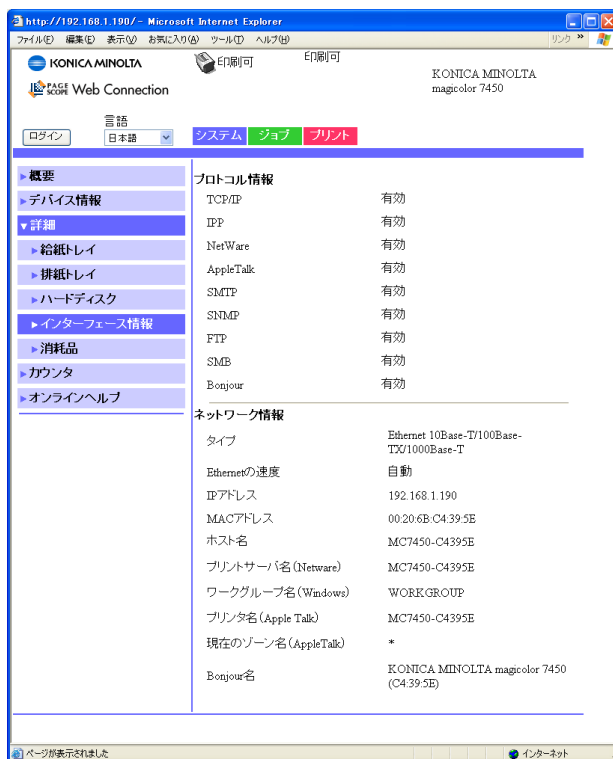 http://192.168.1.190/ - Microsoft Internet Explorer
ファイル(F) 編集(E) 表示(V) お気に入り(A) ツール(T) ヘルプ(H) リンク »
KONICA MINOLTA
印刷可 印刷可
KONICA MINOLTA
magicolor 7450
PAGE SCOPE Web Connection
言語
ログイン 日本語
システム ジョブ プリント
概要
デバイス情報
詳細
給紙トレイ
排紙トレイ
ハードディスク
インターフェース情報
消耗品
カウンタ
オンラインヘルプ
プロトコル情報
TCP/IP 有効
IPP 有効
NetWare 有効
AppleTalk 有効
SMTP 有効
SNMP 有効
FTP 有効
SMB 有効
Bonjour 有効
ネットワーク情報
タイプ Ethernet 10Base-T/100Base-
TX/1000Base-T
Ethernetの速度 自動
IPアドレス 192.168.1.190
MACアドレス 00:20:6B:C4:39:5E
ホスト名 MC7450-C4395E
プリントサーバ名(Netware) MC7450-C4395E
ワークグループ名(Windows) WORKGROUP
プリンタ名(Apple Talk) MC7450-C4395E
現在のゾーン名(AppleTalk) *
Bonjour名 KONICA MINOLTA magicolor 7450
(C4:39:5E)
ページが表示されました インターネット